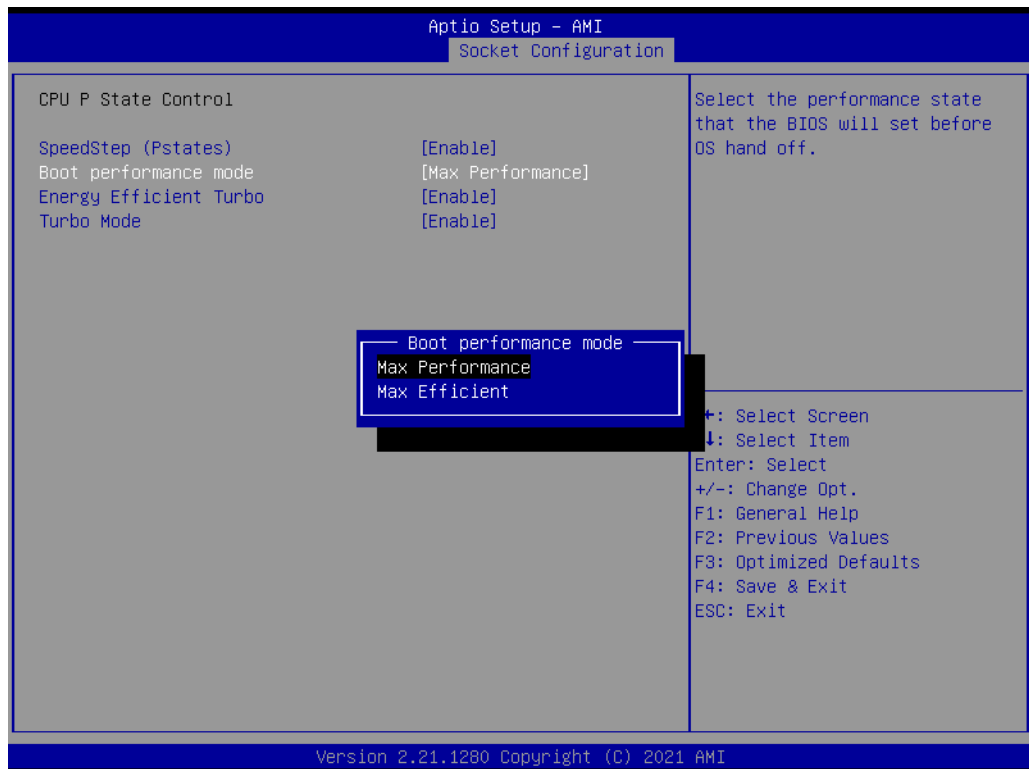 Aptio Setup – AMI
Socket Configuration
CPU P State Control
SpeedStep (Pstates) [Enable]
Boot performance mode [Max Performance]
Energy Efficient Turbo [Enable]
Turbo Mode [Enable]
Select the performance state
that the BIOS will set before
OS hand off.
Boot performance mode
Max Performance
Max Efficient
: Select Screen
: Select Item
Enter: Select
+/-: Change Opt.
F1: General Help
F2: Previous Values
F3: Optimized Defaults
F4: Save & Exit
ESC: Exit
Version 2.21.1280 Copyright (C) 2021 AMI